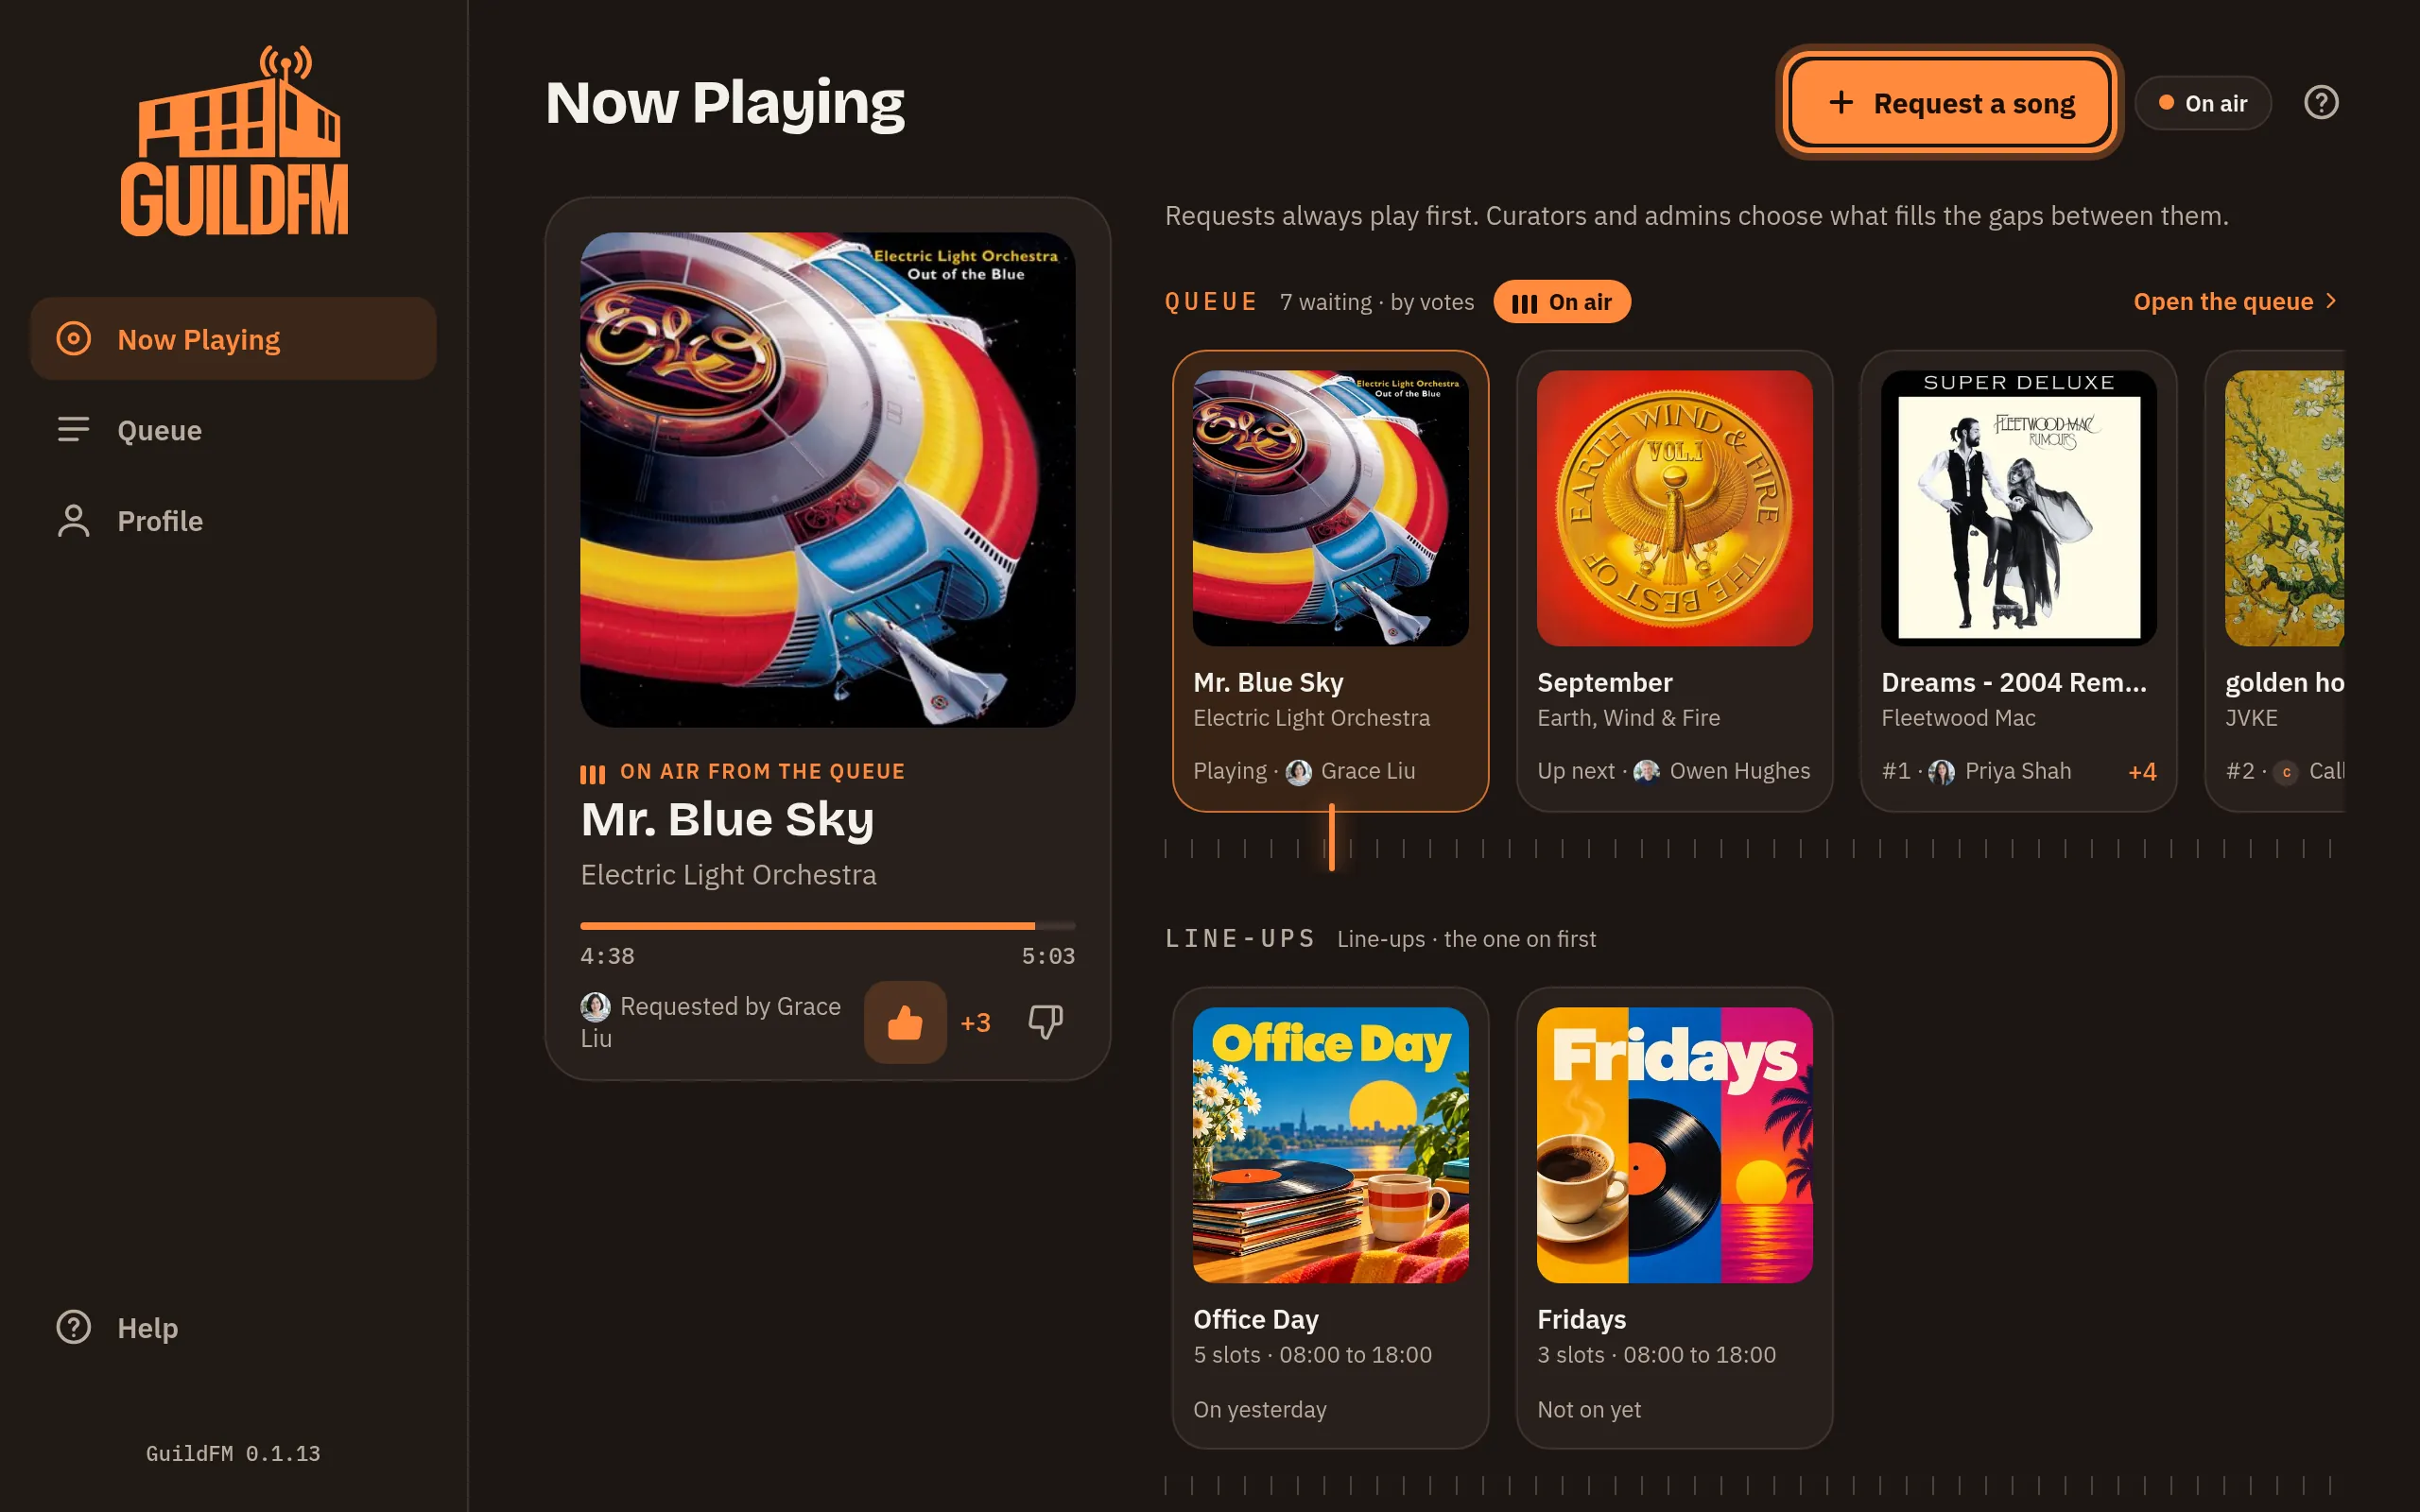 GUILDFM
Now Playing
Queue
Profile
Help
GuildFM 0.1.13
Now Playing
Request a song
On air
Electric Light Orchestra
Out of the Blue
ELO
ON AIR FROM THE QUEUE
Mr. Blue Sky
Electric Light Orchestra
4:38
5:03
Requested by Grace
Liu
+3
Requests always play first. Curators and admins choose what fills the gaps between them.
QUEUE 7 waiting · by votes On air
Open the queue
Electric Light Orchestra
Out of the Blue
ELO
Mr. Blue Sky
Electric Light Orchestra
Playing · Grace Liu
EARTH WIND & FIRE
VOL.1
THE BEST OF
September
Earth, Wind & Fire
Up next · Owen Hughes
SUPER DELUXE
FLEETWOOD MAC
RUMOURS
Dreams - 2004 Rem...
Fleetwood Mac
#1 · Priya Shah +4
golden ho
JVKE
#2 · C Call
LINE-UPS Line-ups · the one on first
Office Day
Office Day
5 slots · 08:00 to 18:00
On yesterday
Fridays
Fridays
3 slots · 08:00 to 18:00
Not on yet